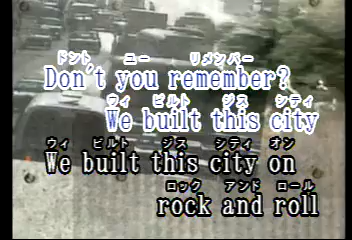 ドント ユー リメンバー
Don't you remember?
ウィ ビルト ジス シティ
We built this city
ウィ ビルト ジス シティ オン
We built this city on
ロック アンド ロール
rock and roll